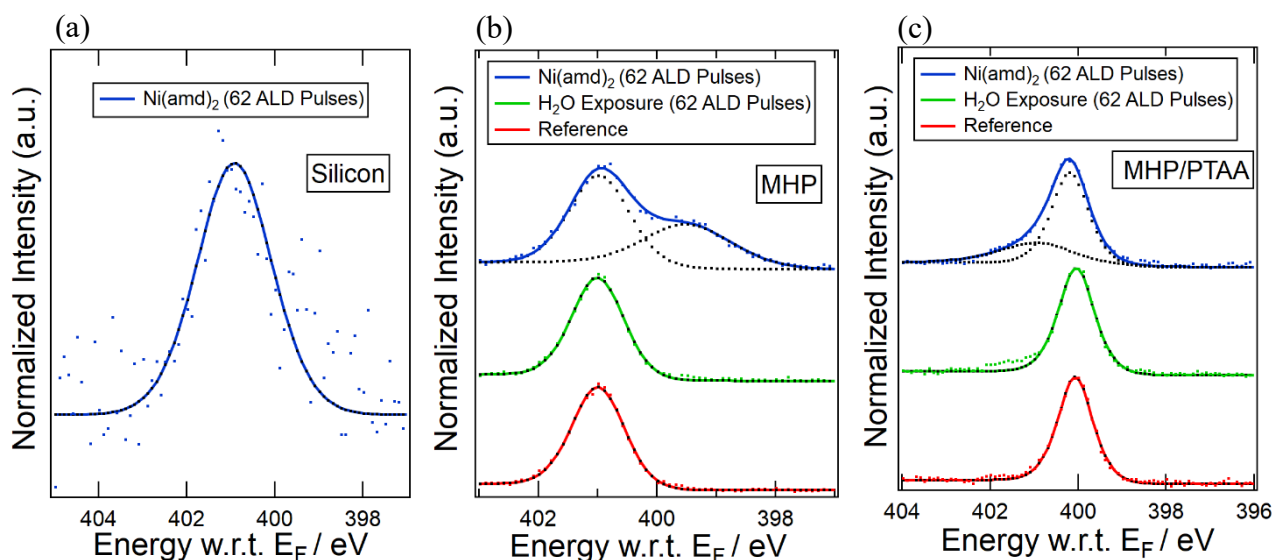 (a)
Normalized Intensity (a.u.)
Ni(amd)₂ (62 ALD Pulses)
Silicon
404 402 400 398
Energy w.r.t. E_F / eV
(b)
Normalized Intensity (a.u.)
Ni(amd)₂ (62 ALD Pulses)
H₂O Exposure (62 ALD Pulses)
Reference
MHP
402 400 398
Energy w.r.t. E_F / eV
(c)
Normalized Intensity (a.u.)
Ni(amd)₂ (62 ALD Pulses)
H₂O Exposure (62 ALD Pulses)
Reference
MHP/PTAA
404 402 400 398 396
Energy w.r.t. E_F / eV